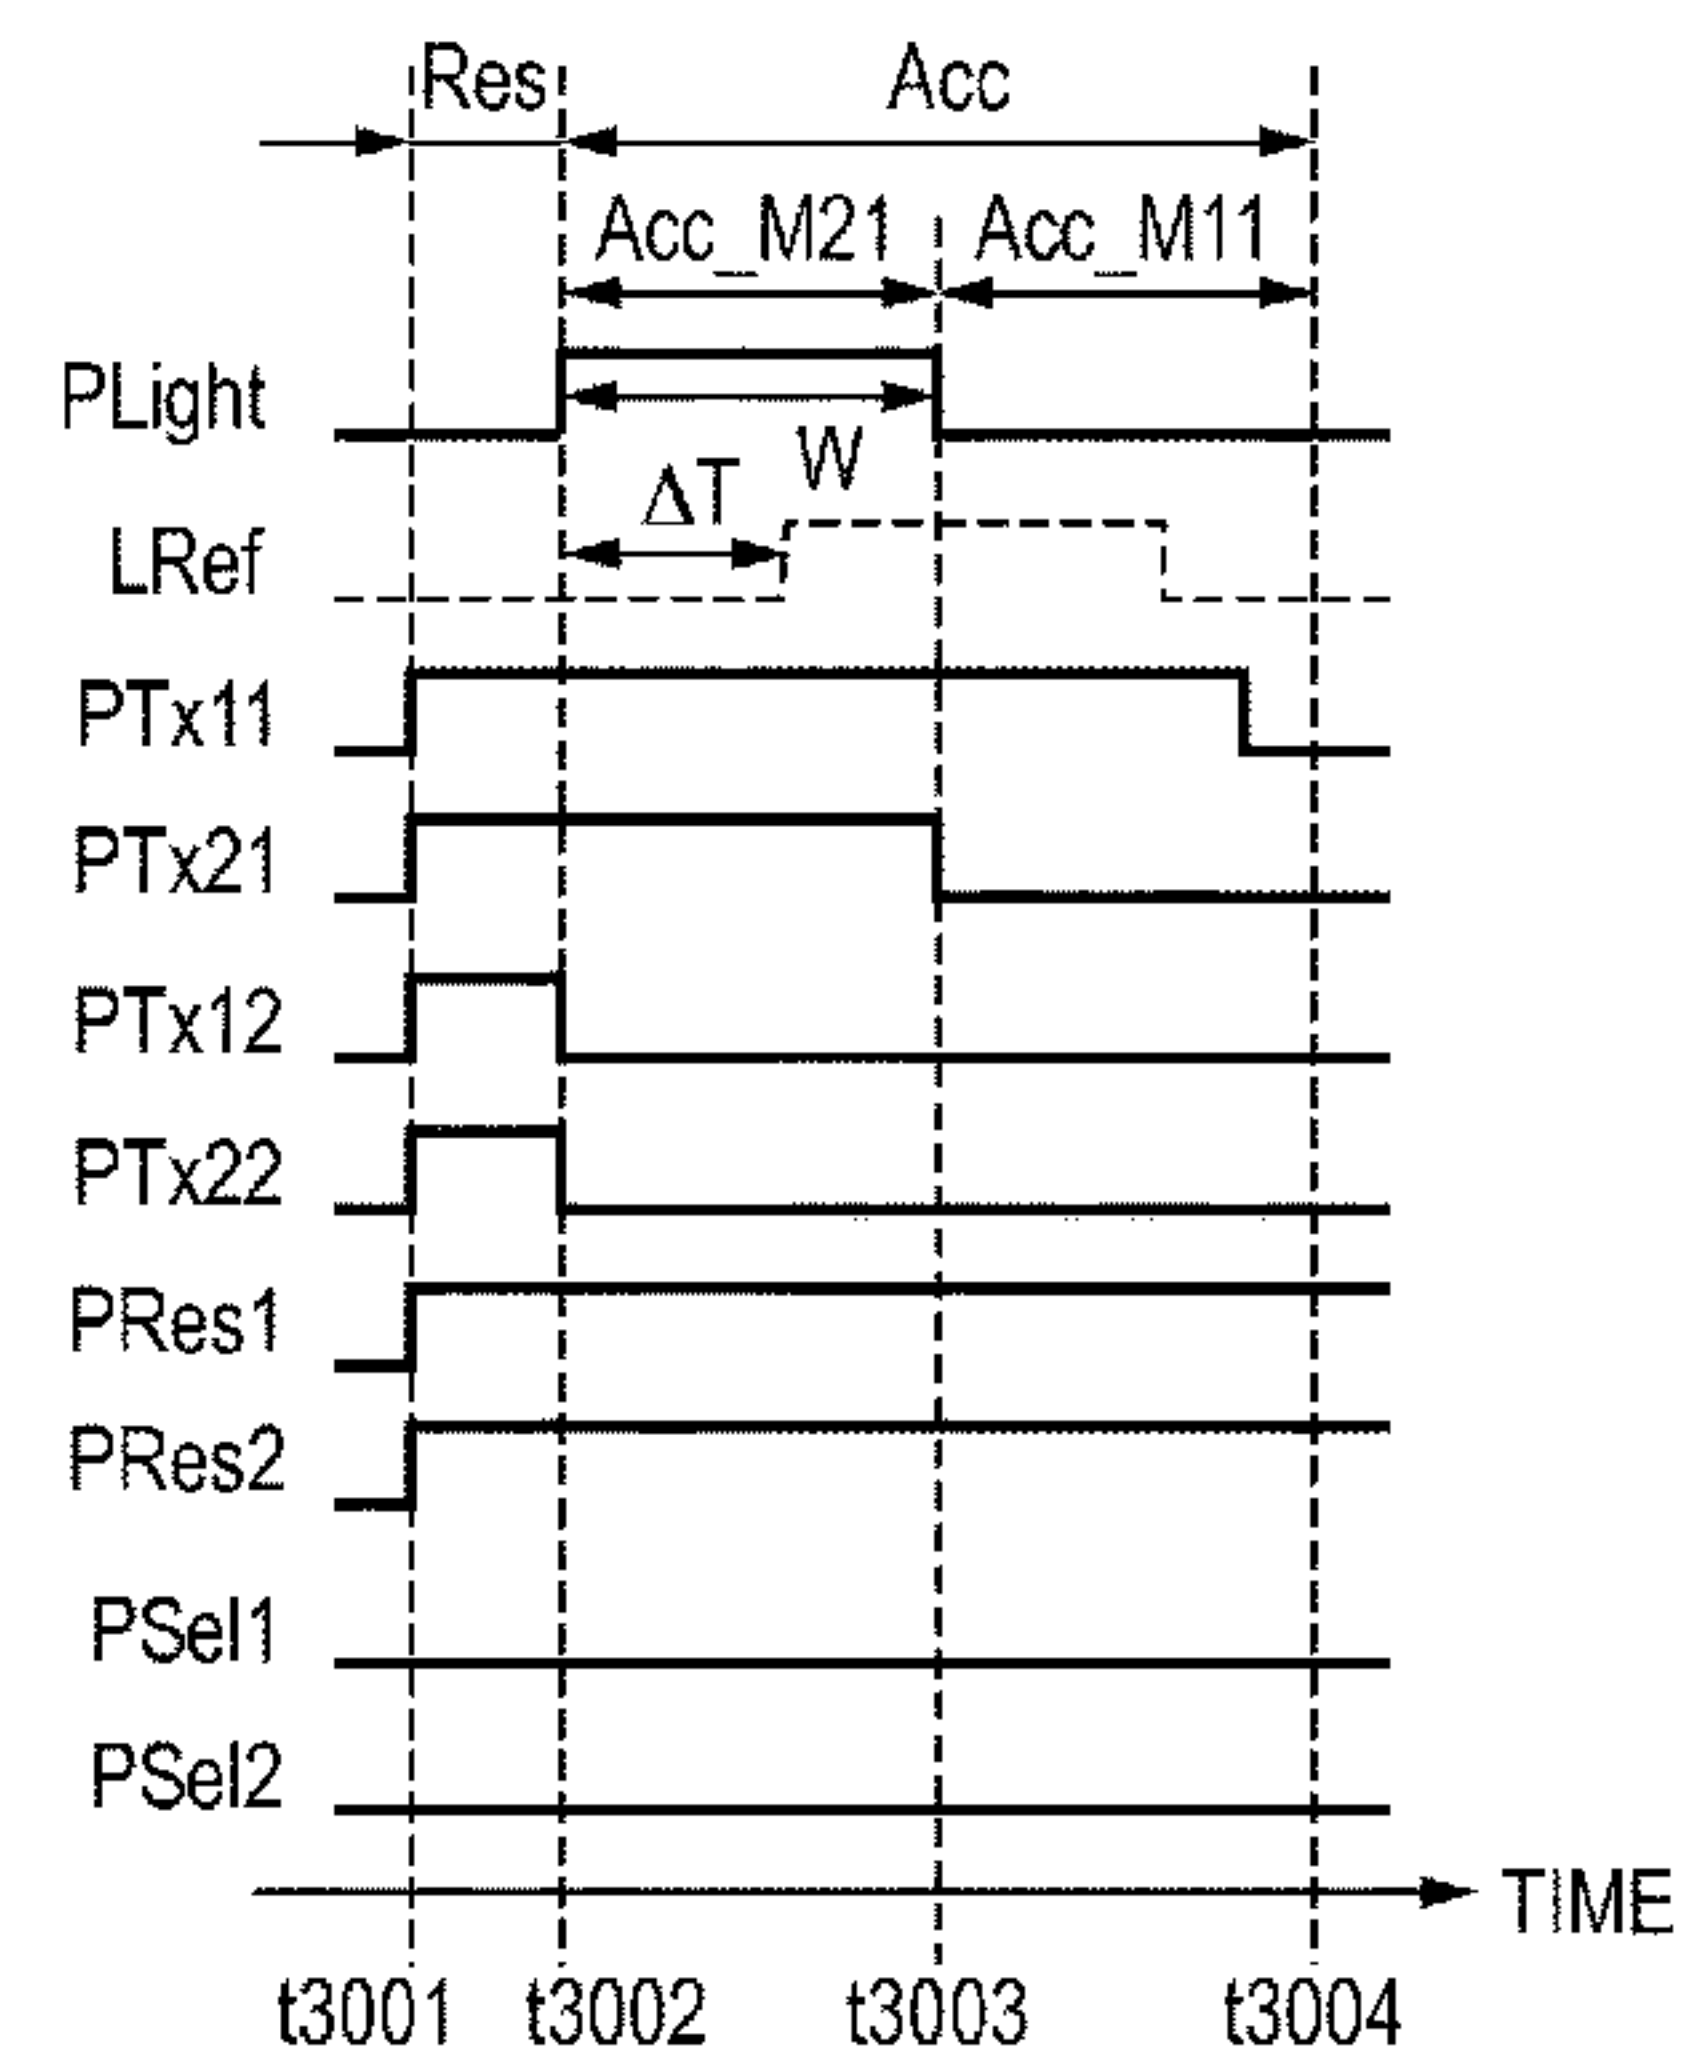 Res Acc
Acc_M21 Acc_M11
PLight
W
ΔT
LRef
PTx11
PTx21
PTx12
PTx22
PRes1
PRes2
PSel1
PSel2
TIME
t3001 t3002 t3003 t3004